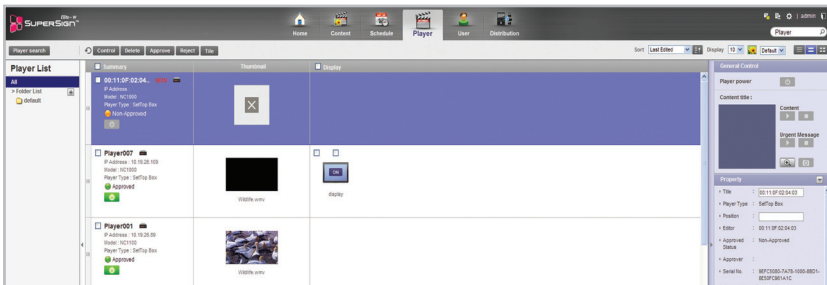 Elite - w
SUPERSIGN
admin
Home Content Schedule Player User Distribution
Player
Player search Control Delete Approve Reject Tile Sort Last Edited Display 10 Default
Player List
All
Folder List
default
Summary Thumbnail Display
00:11:0F:02:04..
IP Address :
Model : NC1000
Player Type : SetTop Box
Non-Approved
Player007
IP Address : 10.19.26.109
Model : NC1000
Player Type : SetTop Box
Approved
Wildlife.wmv
ON
display
Player001
IP Address : 10.19.26.88
Model : NC1100
Player Type : SetTop Box
Approved
Wildlife.wmv
General Control
Player power
Content title :
Content
Urgent Message
Property
Title : 00:11:0F:02:04:03
Player Type : SetTop Box
Position :
Editor : 00:11:0F:02:04:03
Approved Status : Non-Approved
Approver :
Serial No. :